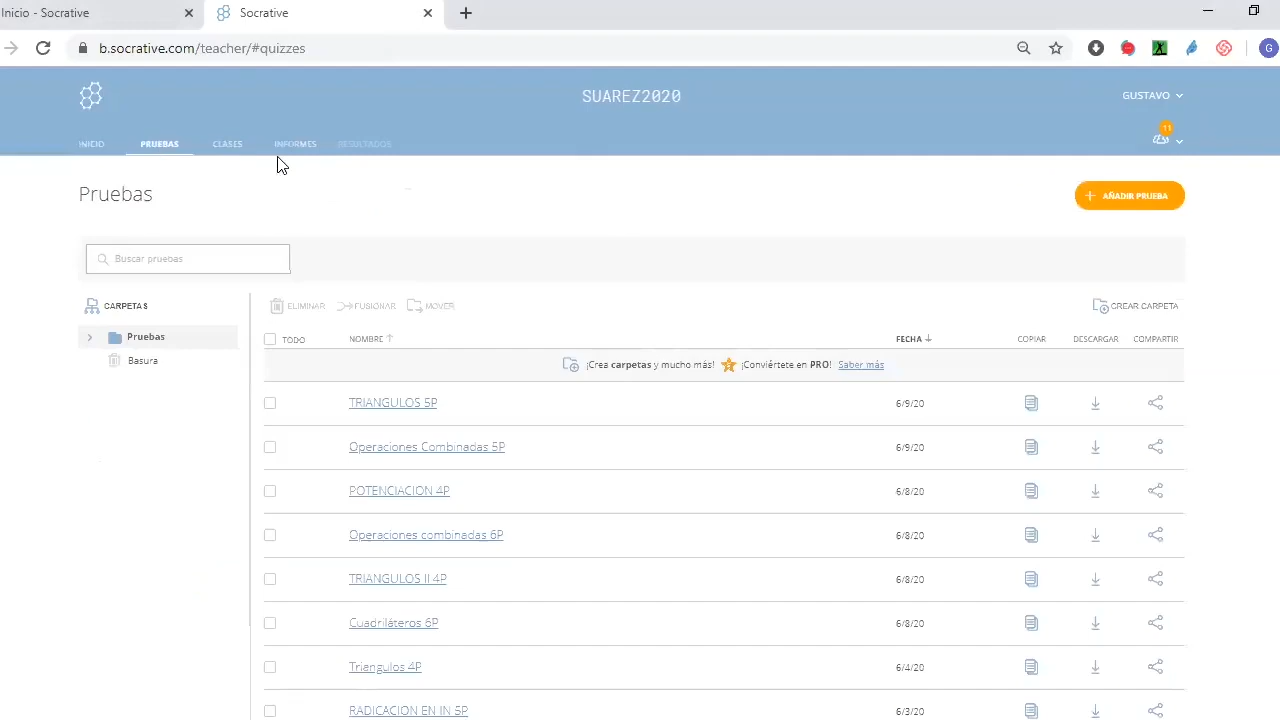 Inicio - Socrative
Socrative
b.socrative.com/teacher/#quizzes
G
SUAREZ2020
GUSTAVO
11
INICIO PRUEBAS CLASES INFORMES RESULTADOS
Pruebas
AÑADIR PRUEBA
Buscar pruebas
CARPETAS
Pruebas
Basura
ELIMINAR FUSIONAR MOVER
CREAR CARPETA
TODO NOMBRE FECHA COPIAR DESCARGAR COMPARTIR
¡Crea carpetas y mucho más! ¡Conviértete en PRO! Saber más
TRIANGULOS 5P 6/9/20
Operaciones Combinadas 5P 6/9/20
POTENCIACION 4P 6/8/20
Operaciones combinadas 6P 6/8/20
TRIANGULOS II 4P 6/8/20
Cuadriláteros 6P 6/8/20
Triangulos 4P 6/4/20
RADICACION EN IN 5P 6/3/20